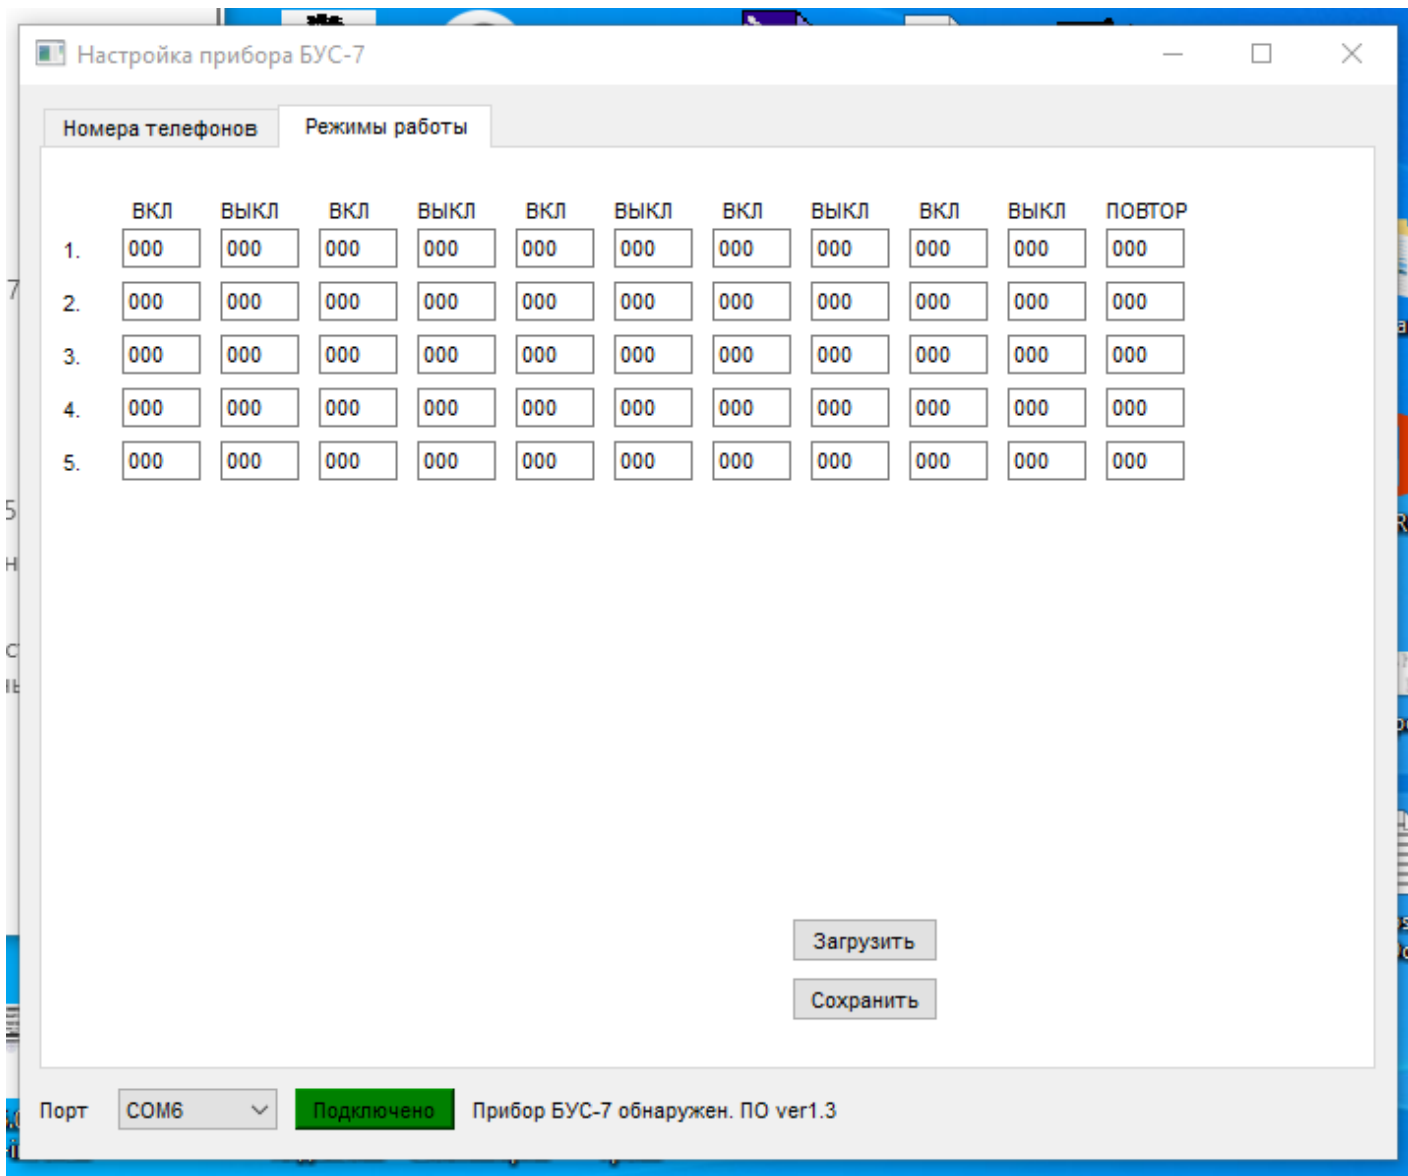 Настройка прибора БУС-7
Номера телефонов Режимы работы
ВКЛ ВЫКЛ ВКЛ ВЫКЛ ВКЛ ВЫКЛ ВКЛ ВЫКЛ ВКЛ ВЫКЛ ПОВТОР
1. 000 000 000 000 000 000 000 000 000 000 000
2. 000 000 000 000 000 000 000 000 000 000 000
3. 000 000 000 000 000 000 000 000 000 000 000
4. 000 000 000 000 000 000 000 000 000 000 000
5. 000 000 000 000 000 000 000 000 000 000 000
Загрузить
Сохранить
Порт COM6 Подключено Прибор БУС-7 обнаружен. ПО ver1.3